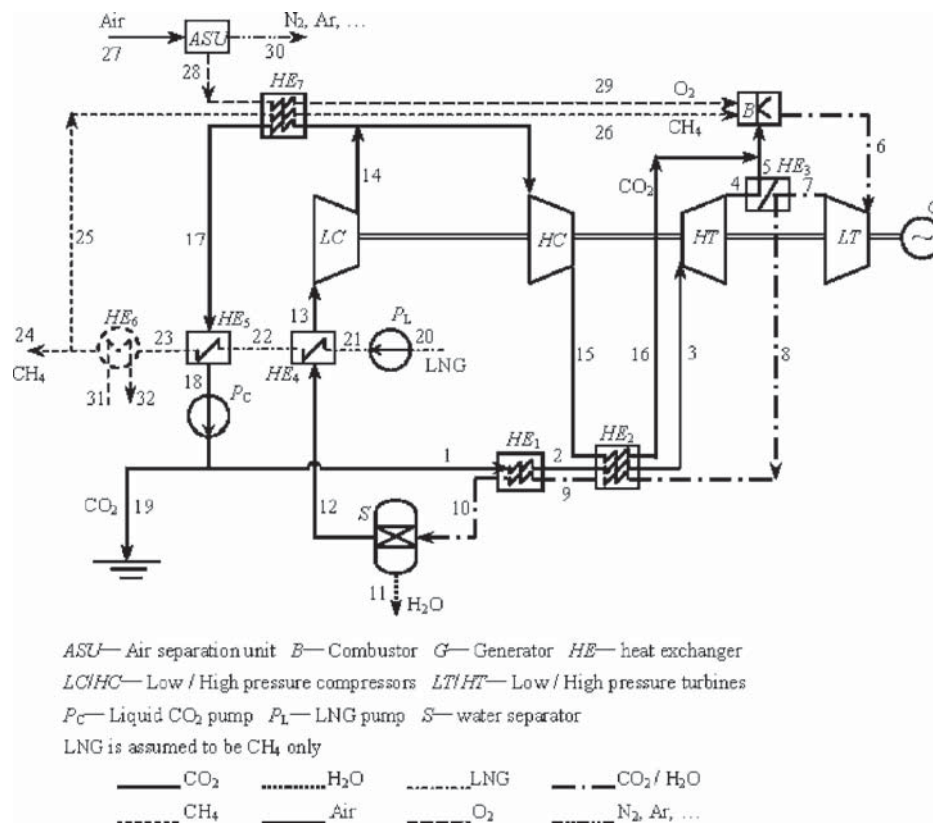 Air
N₂, Ar, ...
ASU
27
30
28
HE₇
29
O₂
B
26
CH₄
6
14
CO₂
5
HE₃
4
7
G
25
17
LC
HC
HT
LT
13
HE₆
HE₅
P_L
24
23
22
21
20
15
16
3
8
CH₄
LNG
18
HE₄
31
32
P_C
HE₁
HE₂
1
2
9
CO₂
19
12
S
10
11
H₂O
ASU— Air separation unit B— Combustor G— Generator HE— heat exchanger
LC/HC— Low / High pressure compressors LT/HT— Low / High pressure turbines
P_C— Liquid CO₂ pump P_L— LNG pump S— water separator
LNG is assumed to be CH₄ only
CO₂ H₂O LNG CO₂ / H₂O
CH₄ Air O₂ N₂, Ar, ...